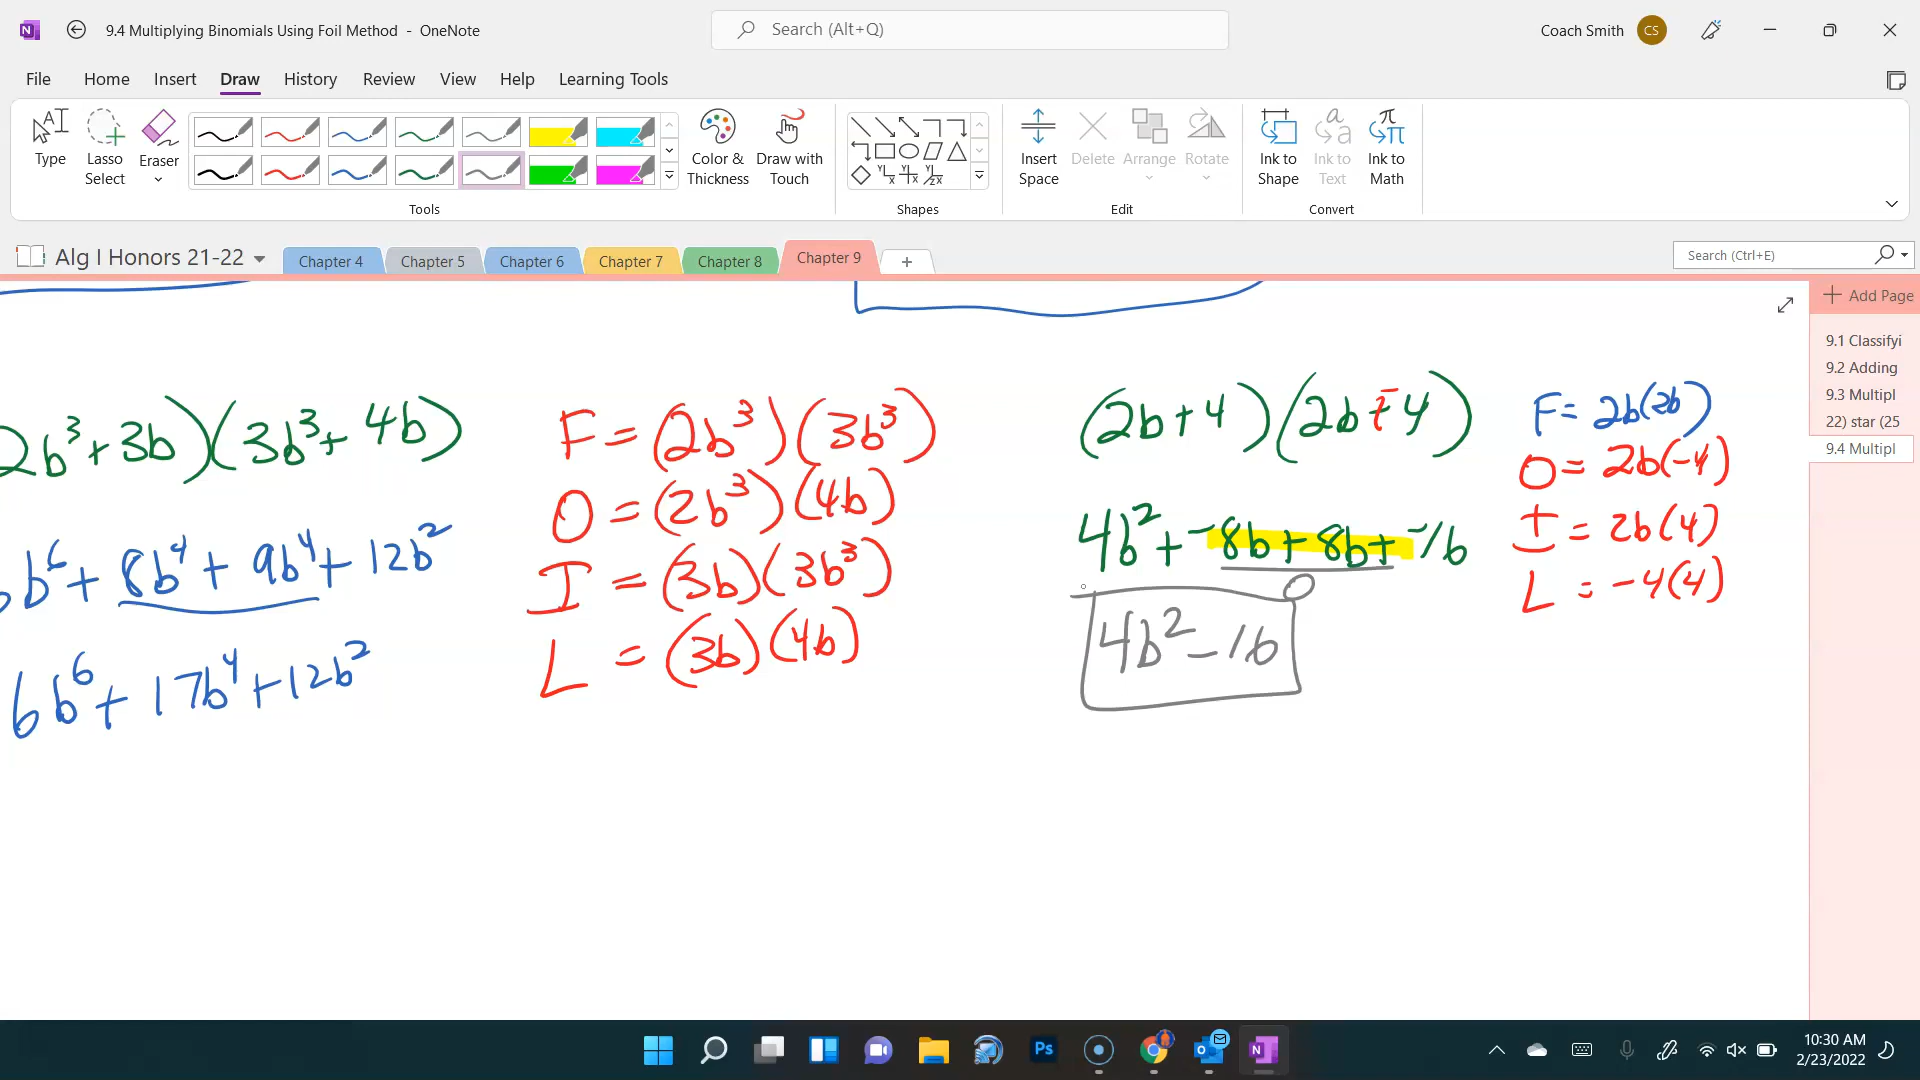 9.4 Multiplying Binomials Using Foil Method - OneNote
Search (Alt+Q)
Coach Smith
CS
File Home Insert Draw History Review View Help Learning Tools
Type
Lasso Select
Eraser
Color & Thickness
Draw with Touch
Insert Space
Delete
Arrange
Rotate
Ink to Shape
Ink to Text
Ink to Math
Tools
Shapes
Edit
Convert
Alg I Honors 21-22
Chapter 4
Chapter 5
Chapter 6
Chapter 7
Chapter 8
Chapter 9
Search (Ctrl+E)
Add Page
9.1 Classifyi
9.2 Adding
9.3 Multipl
22) star (25
9.4 Multipl
2b³+3b)(3b³+4b)
b⁶+8b⁴+9b⁴+12b²
6b⁶+17b⁴+12b²
F=(2b³)(3b³)
O=(2b³)(4b)
I=(3b)(3b³)
L=(3b)(4b)
(2b+4)(2b-4)
4b²+-8b+8b+-16
4b²-16
F=2b(2b)
O=2b(-4)
I=2b(4)
L=-4(4)
Ps
10:30 AM
2/23/2022